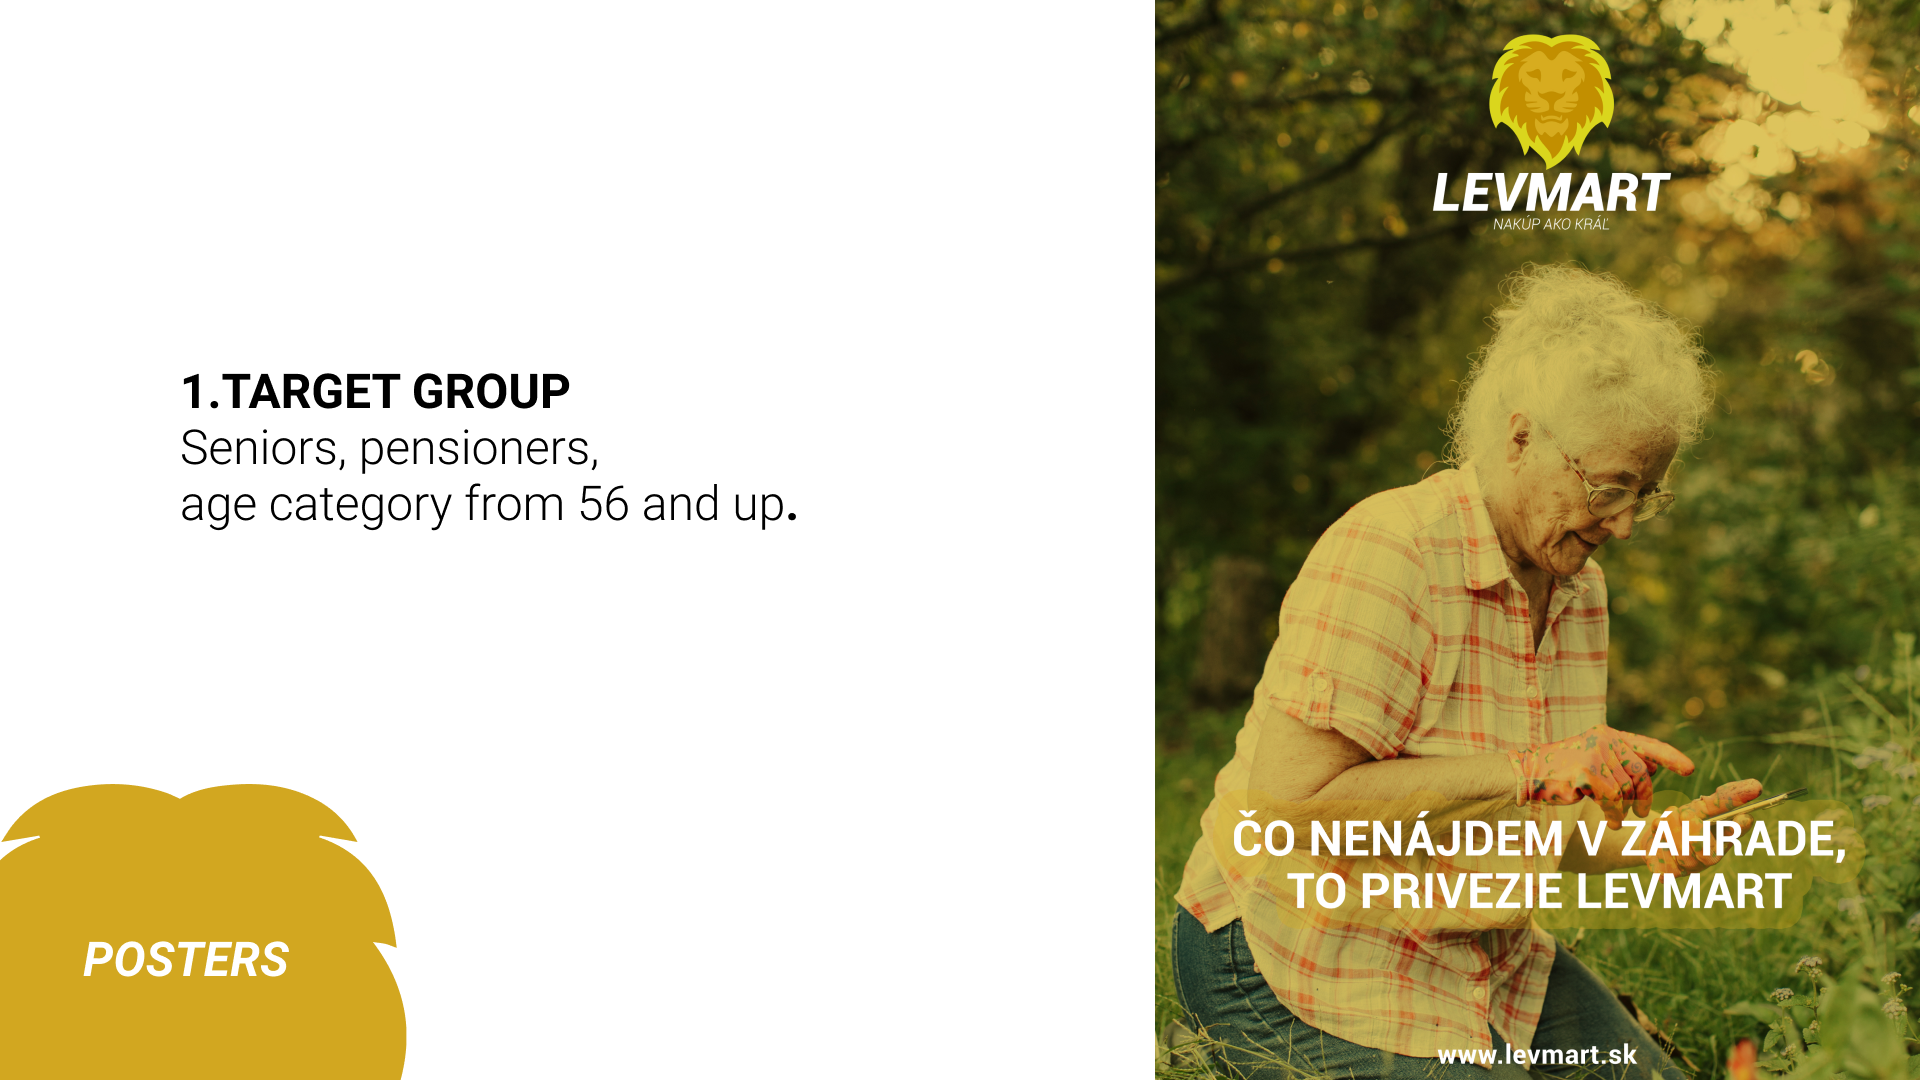 1.TARGET GROUP
Seniors, pensioners,
age category from 56 and up.
POSTERS
LEVMART
NAKÚP AKO KRÁĽ
ČO NENÁJDEM V ZÁHRADE,
TO PRIVEZIE LEVMART
www.levmart.sk